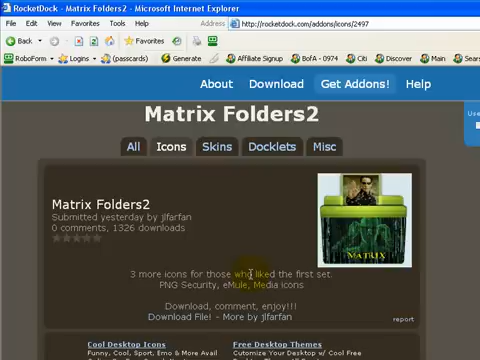 RocketDock - Matrix Folders2 - Microsoft Internet Explorer
File Edit View Favorites Tools Help Address http://rocketdock.com/addons/icons/2497
Back Favorites
RoboForm Logins (passcards) Generate Affiliate Signup BofA - 0974 Citi Discover Main Sears
About Download Get Addons! Help
Matrix Folders2
All Icons Skins Docklets Misc
Matrix Folders2
Submitted yesterday by jlfarfan
0 comments, 1326 downloads
MATRIX
3 more icons for those who liked the first set.
PNG Security, eMule, Media icons
Download, comment, enjoy!!!
Download File! - More by jlfarfan
report
Cool Desktop Icons Free Desktop Themes
Funny, Cool, Sport, Emo & More Avail Cutomize Your Desktop w/ Cool Free